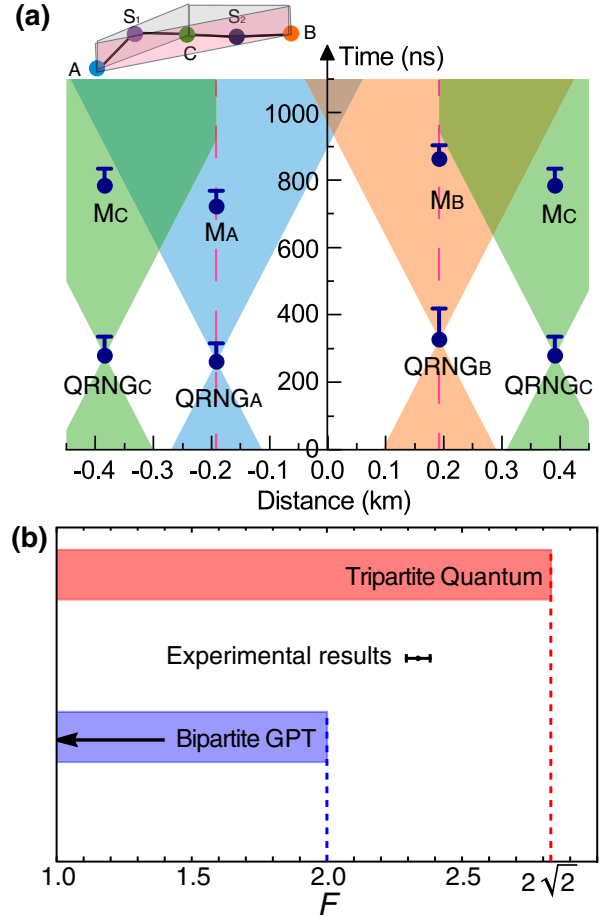 (a)
S₁ S₂
A C B
Time (ns)
1000
800
600
400
200
0
MC MA MB MC
QRNGC QRNGA QRNGB QRNGC
-0.4 -0.3 -0.2 -0.1 0.0 0.1 0.2 0.3 0.4
Distance (km)
(b)
Tripartite Quantum
Experimental results
Bipartite GPT
1.0 1.5 2.0 2.5 2√2
F